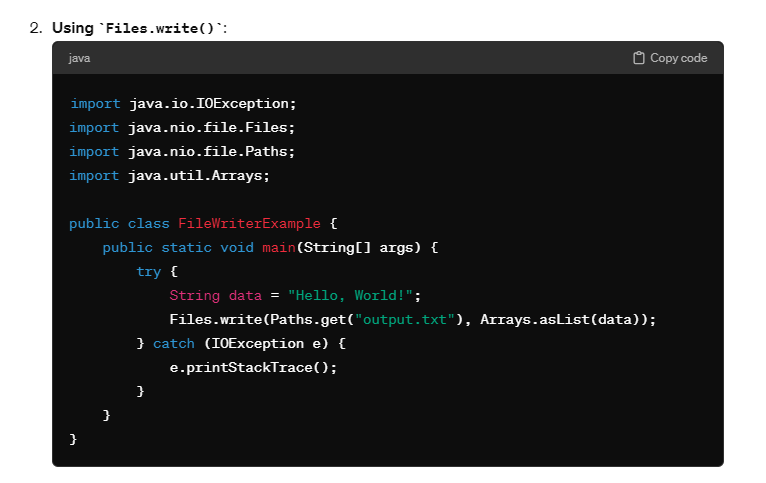 2. Using `Files.write()`:
java Copy code
import java.io.IOException;
import java.nio.file.Files;
import java.nio.file.Paths;
import java.util.Arrays;
public class FileWriterExample {
    public static void main(String[] args) {
        try {
            String data = "Hello, World!";
            Files.write(Paths.get("output.txt"), Arrays.asList(data));
        } catch (IOException e) {
            e.printStackTrace();
        }
    }
}